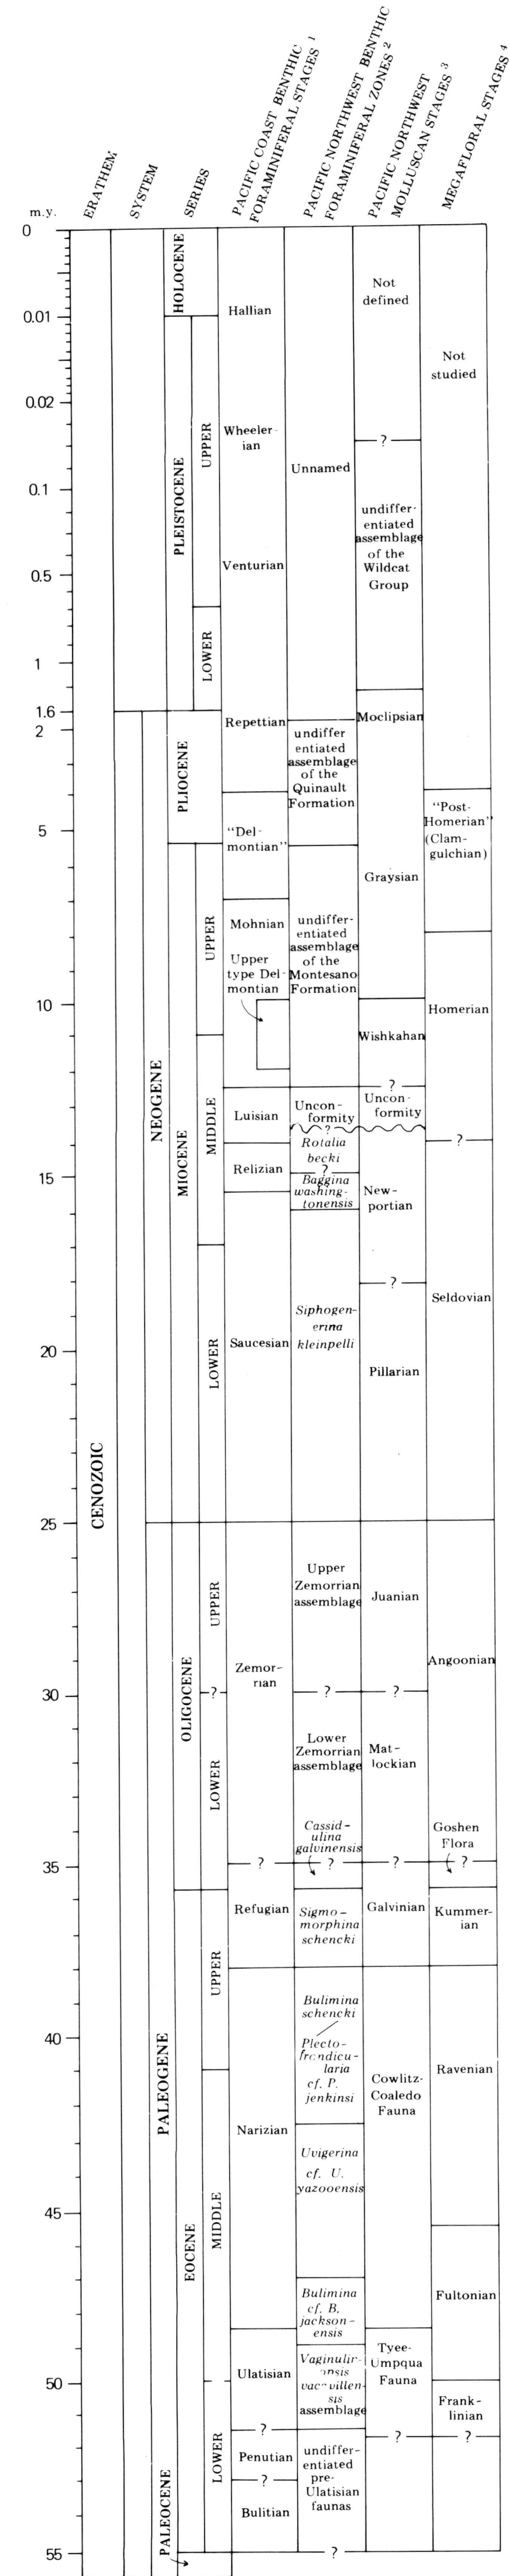 m.y.
ERATHEM
SYSTEM
SERIES
PACIFIC COAST BENTHIC
FORAMINIFERAL STAGES 1
PACIFIC NORTHWEST BENTHIC
FORAMINIFERAL ZONES 2
PACIFIC NORTHWEST
MOLLUSCAN STAGES 3
MEGAFLORAL STAGES 4
0
0.01
0.02
0.1
0.5
1
1.6
2
5
10
15
20
25
30
35
40
45
50
55
CENOZOIC
NEOGENE
PALEOGENE
HOLOCENE
PLEISTOCENE
UPPER
LOWER
PLIOCENE
MIOCENE
UPPER
MIDDLE
LOWER
OLIGOCENE
UPPER
?
LOWER
EOCENE
UPPER
MIDDLE
LOWER
PALEOCENE
Hallian
Wheeler-
ian
Venturian
Repettian
"Del-
montian"
Mohnian
Upper
type Del-
montian
Luisian
Relizian
Saucesian
Zemor-
rian
?
Refugian
Narizian
Ulatisian
?
Penutian
?
Bulitian
Unnamed
undiffer
entiated
assemblage
of the
Quinault
Formation
undiffer-
entiated
assemblage
of the
Montesano
Formation
Uncon-
formity
?
Rotalia
becki
?
Baggina
washing-
tonensis
Siphogen-
erina
kleinpelli
Upper
Zemorrian
assemblage
?
Lower
Zemorrian
assemblage
Cassid-
ulina
galvinensis
?
Sigmo-
morphina
schencki
Bulimina
schencki
Plecto-
frondicu-
laria
cf. P.
jenkinsi
Uvigerina
cf. U.
yazooensis
Bulimina
cf. B.
jackson-
ensis
Vaginulin-
opsis
vacavillen-
sis
assemblage
undiffer-
entiated
pre-
Ulatisian
faunas
?
Not
defined
?
undiffer-
entiated
assemblage
of the
Wildcat
Group
Moclipsian
Graysian
Wishkahan
?
Uncon-
formity
New-
portian
?
Pillarian
Juanian
?
Mat-
lockian
?
Galvinian
Cowlitz-
Coaledo
Fauna
Tyee-
Umpqua
Fauna
?
Not
studied
"Post-
Homerian"
(Clam-
gulchian)
Homerian
?
Seldovian
Angoonian
Goshen
Flora
?
Kummer-
ian
Ravenian
Fultonian
Frank-
linian
?